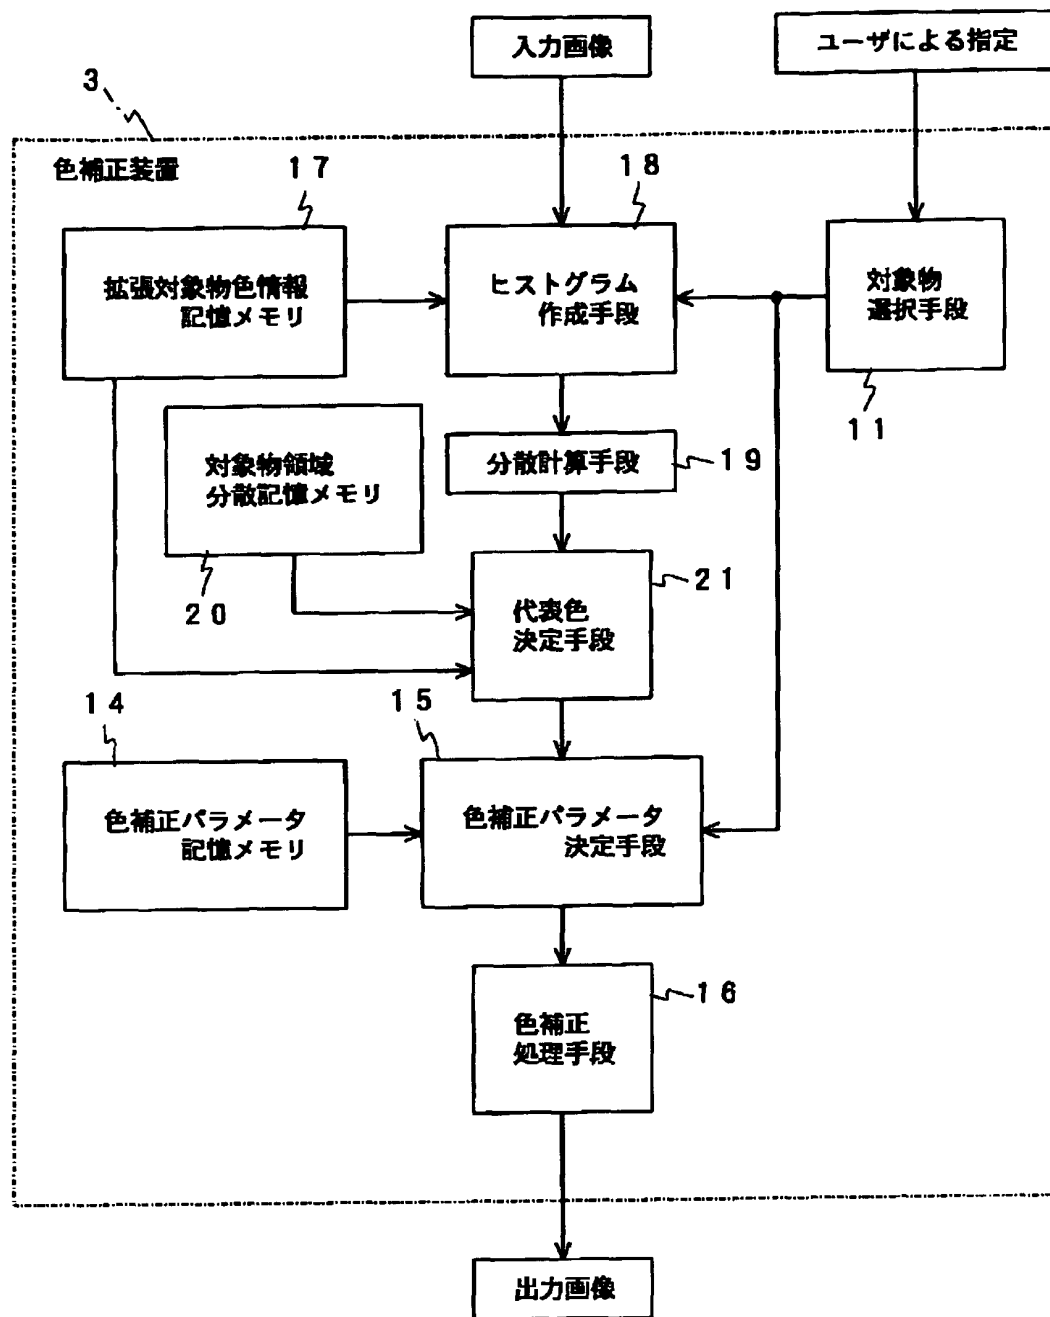 入力画像
ユーザによる指定
3
色補正装置
17
18
拡張対象物色情報
記憶メモリ
ヒストグラム
作成手段
対象物
選択手段
11
対象物領域
分散記憶メモリ
分散計算手段
19
20
代表色
決定手段
21
14
15
色補正パラメータ
記憶メモリ
色補正パラメータ
決定手段
色補正
処理手段
16
出力画像